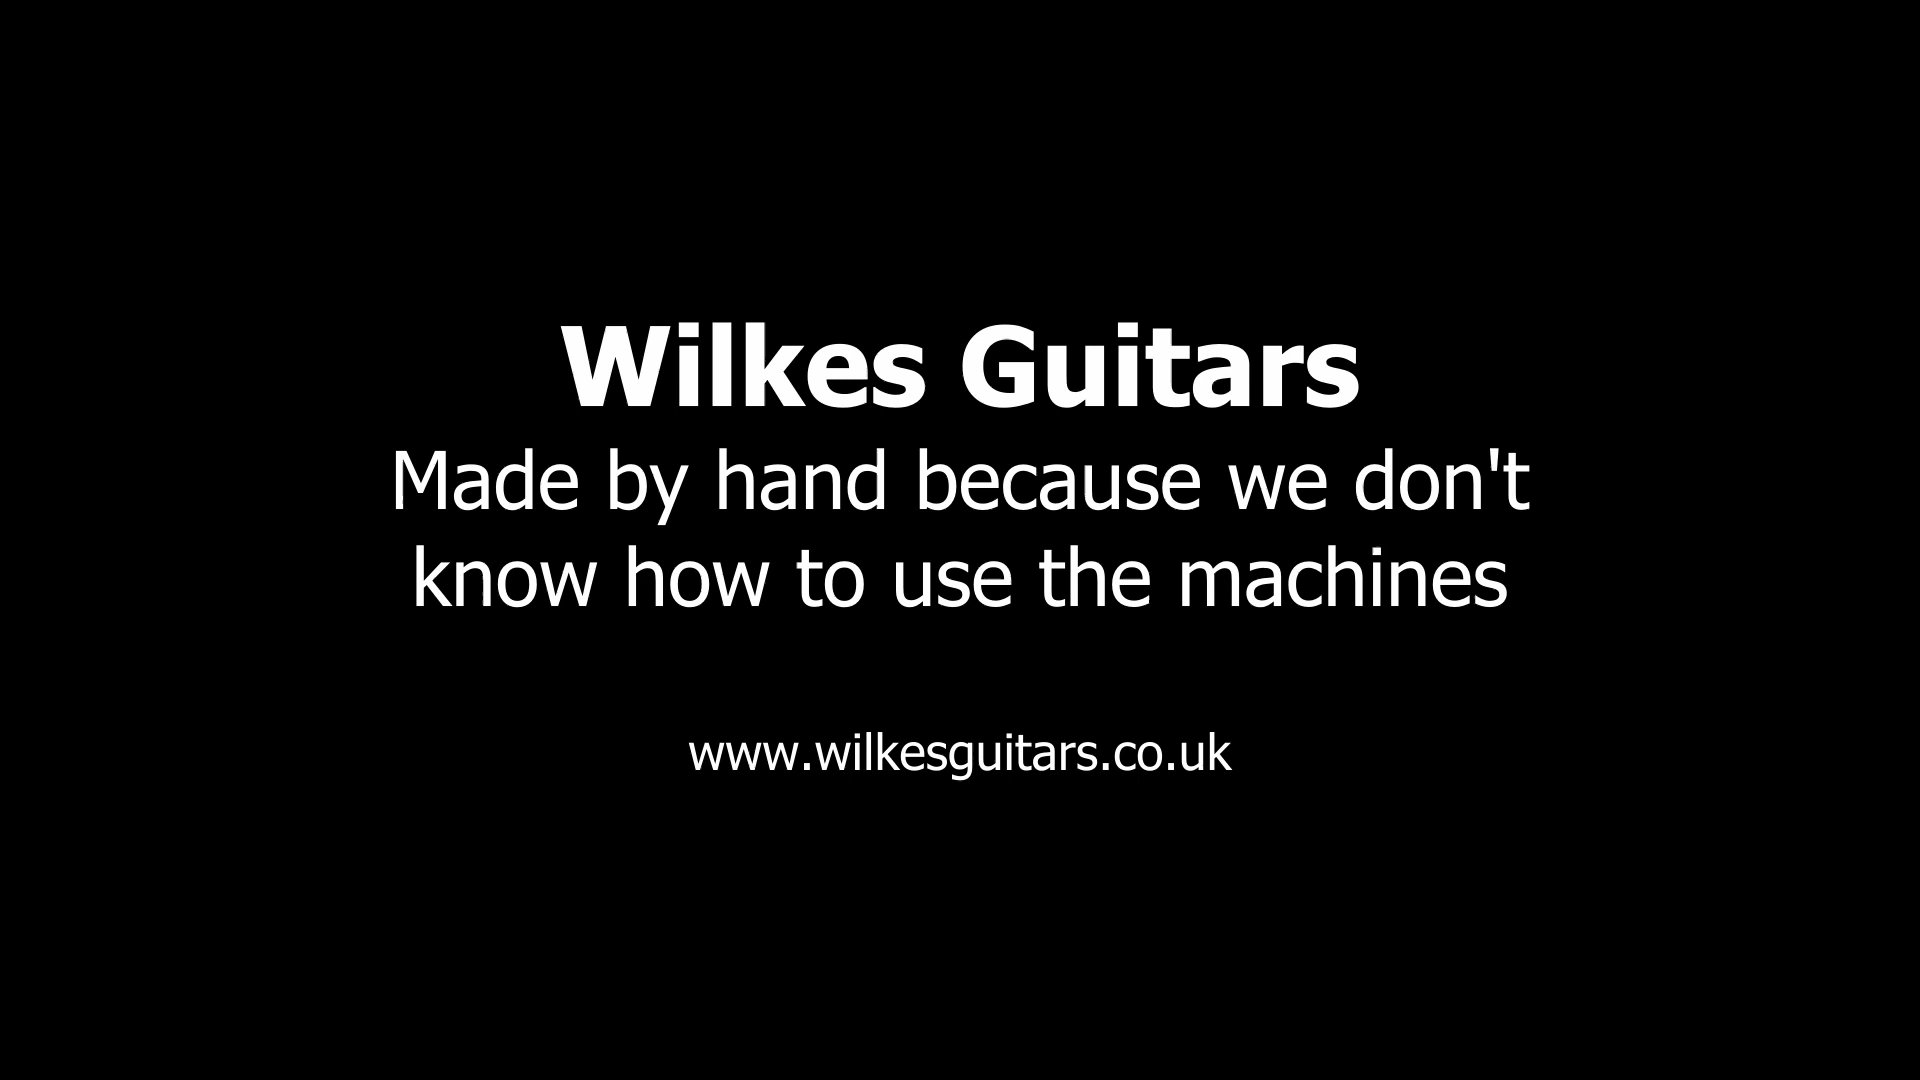 Wilkes Guitars
Made by hand because we don't
know how to use the machines
www.wilkesguitars.co.uk